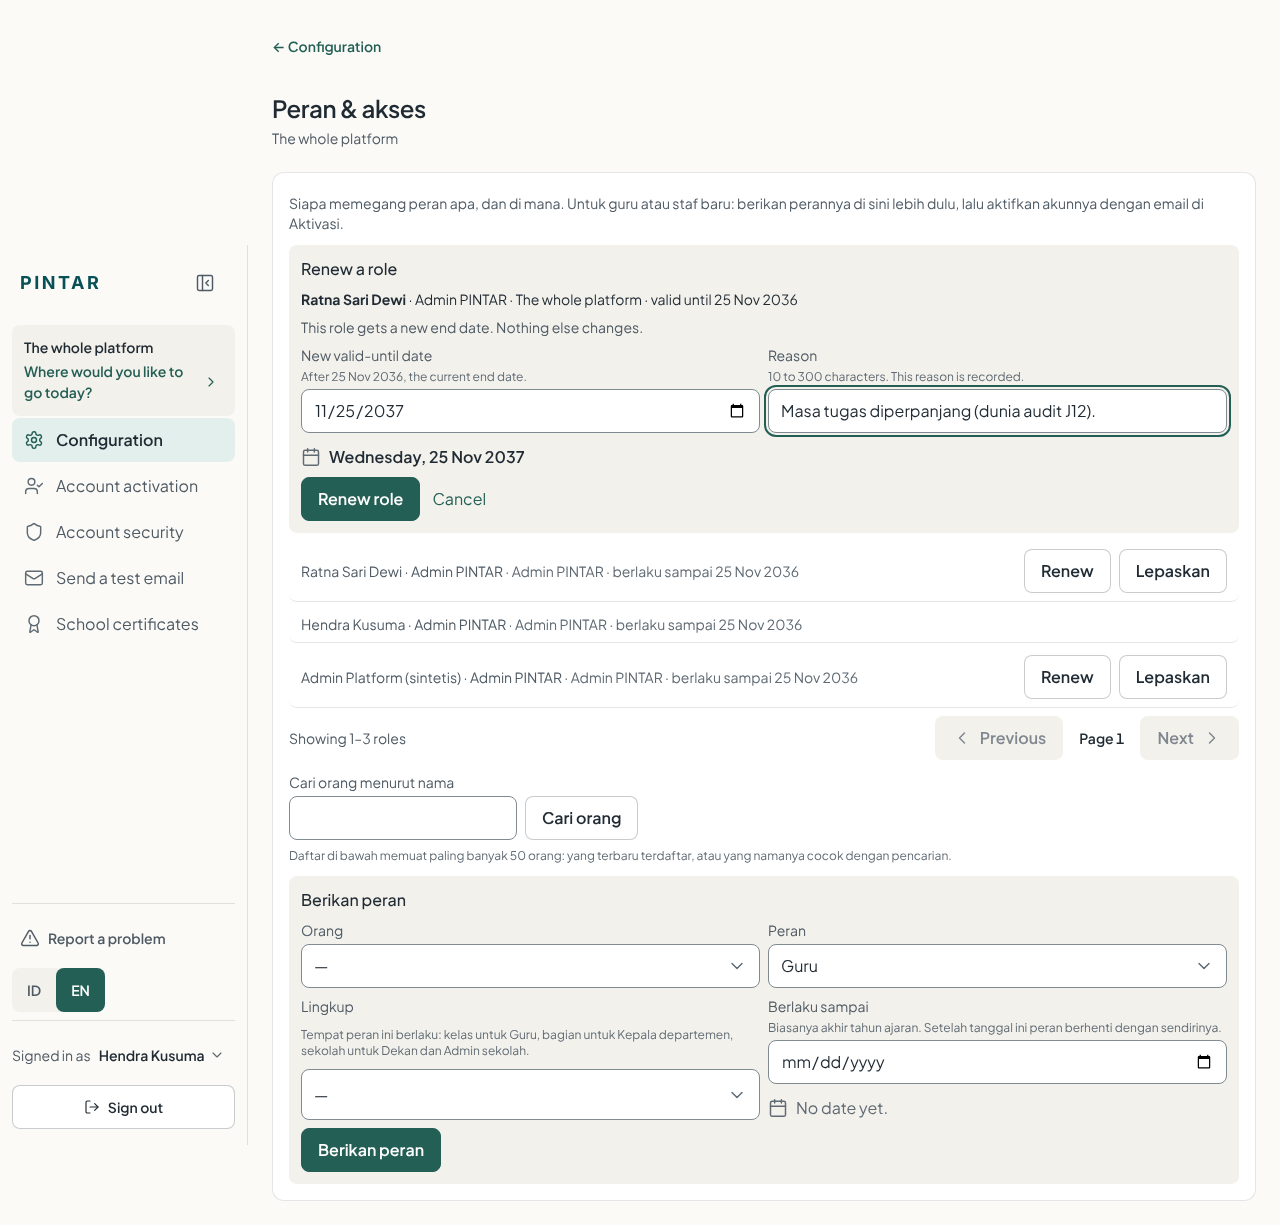 ← Configuration
Peran & akses
The whole platform
Siapa memegang peran apa, dan di mana. Untuk guru atau staf baru: berikan perannya di sini lebih dulu, lalu aktifkan akunnya dengan email di
Aktivasi.
PINTAR
The whole platform
Where would you like to
go today?
Configuration
Account activation
Account security
Send a test email
School certificates
Report a problem
ID
EN
Signed in as Hendra Kusuma
Sign out
Renew a role
Ratna Sari Dewi · Admin PINTAR · The whole platform · valid until 25 Nov 2036
This role gets a new end date. Nothing else changes.
New valid-until date
After 25 Nov 2036, the current end date.
11/25/2037
Reason
10 to 300 characters. This reason is recorded.
Masa tugas diperpanjang (dunia audit J12).
Wednesday, 25 Nov 2037
Renew role
Cancel
Ratna Sari Dewi · Admin PINTAR · Admin PINTAR · berlaku sampai 25 Nov 2036
Renew
Lepaskan
Hendra Kusuma · Admin PINTAR · Admin PINTAR · berlaku sampai 25 Nov 2036
Admin Platform (sintetis) · Admin PINTAR · Admin PINTAR · berlaku sampai 25 Nov 2036
Renew
Lepaskan
Showing 1–3 roles
Previous
Page 1
Next
Cari orang menurut nama
Cari orang
Daftar di bawah memuat paling banyak 50 orang: yang terbaru terdaftar, atau yang namanya cocok dengan pencarian.
Berikan peran
Orang
—
Peran
Guru
Lingkup
Tempat peran ini berlaku: kelas untuk Guru, bagian untuk Kepala departemen,
sekolah untuk Dekan dan Admin sekolah.
—
Berlaku sampai
Biasanya akhir tahun ajaran. Setelah tanggal ini peran berhenti dengan sendirinya.
mm/dd/yyyy
No date yet.
Berikan peran